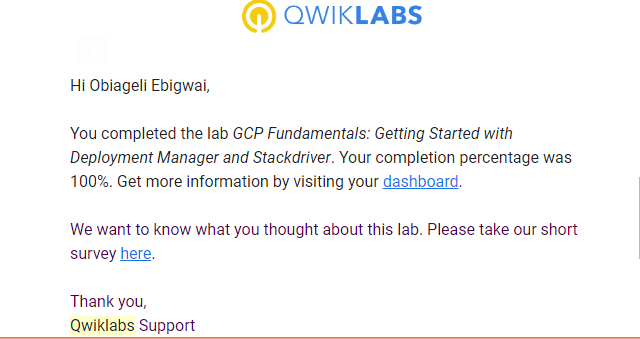 QWIKLABS
Hi Obiageli Ebigwai,
You completed the lab GCP Fundamentals: Getting Started with
Deployment Manager and Stackdriver. Your completion percentage was
100%. Get more information by visiting your dashboard.
We want to know what you thought about this lab. Please take our short
survey here.
Thank you,
Qwiklabs Support